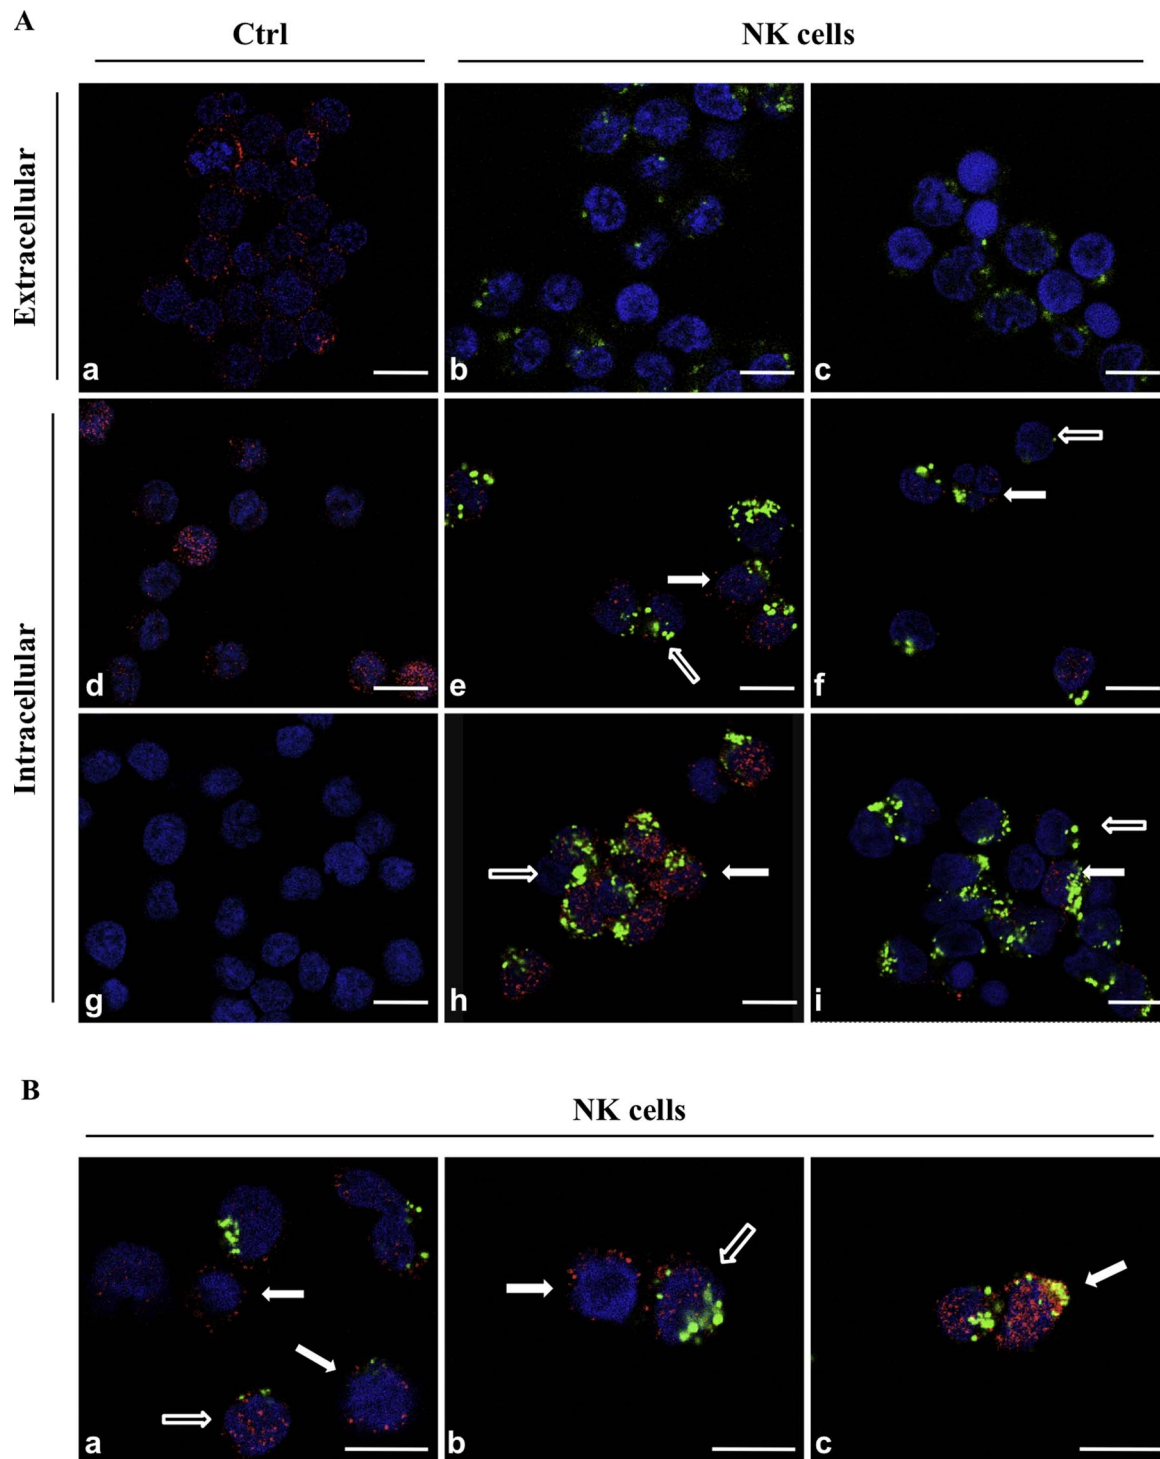 A
Ctrl
NK cells
Extracellular
a
b
c
Intracellular
d
e
f
g
h
i
B
NK cells
a
b
c